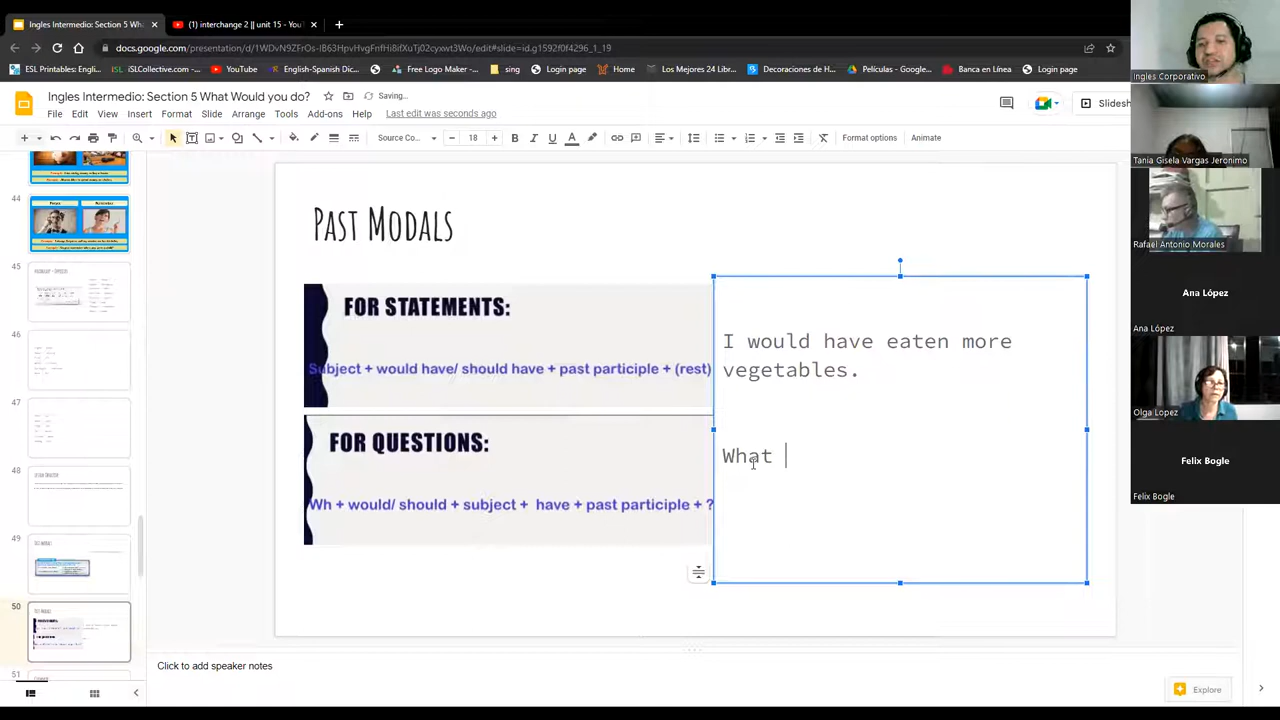 Ingles Intermedio: Section 5 Wh
interchange 2 || unit 15 - You
docs.google.com/presentation/d/1WDvN9ZFrOs-IB63HpvHvgFnfHi8ifXuTj02cyxwt3Wo/edit#slide=id.g1592f0f4296_1_19
ESL Printables: Engli...
iSLCollective.com -...
YouTube
English-Spanish Dic...
Free Logo Maker -...
sing
Login page
Home
Los Mejores 24 Libr...
Decoraciones de H...
Películas - Google...
Banca en Línea
Login page
Ingles Intermedio: Section 5 What Would you do?
Saving...
File Edit View Insert Format Slide Arrange Tools Add-ons Help
Last edit was seconds ago
Slidesh
Source Co...
18
B I U A
Format options
Animate
44
45
46
47
48
49
50
51
Past Modals
FOR STATEMENTS:
Subject + would have/ should have + past participle + (rest)
FOR QUESTIONS:
Wh + would/ should + subject + have + past participle + ?
I would have eaten more
vegetables.
What
Click to add speaker notes
Explore
Ingles Corporativo
Tania Gisela Vargas Jeronimo
Rafael Antonio Morales
Ana López
Ana López
Olga Lopez
Felix Bogle
Felix Bogle